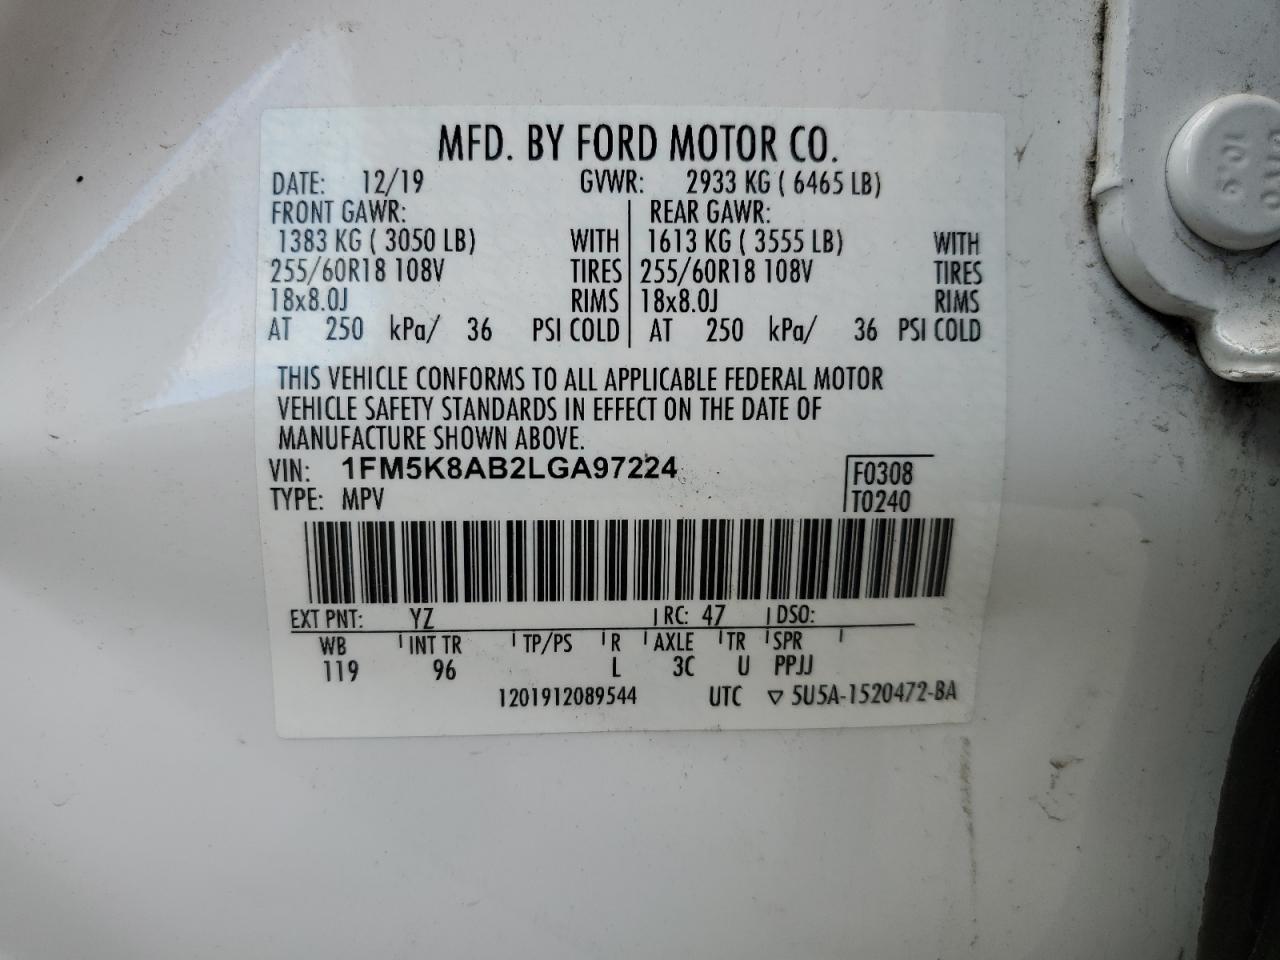 MFD. BY FORD MOTOR CO.
DATE: 12/19 GVWR: 2933 KG ( 6465 LB)
FRONT GAWR: REAR GAWR:
1383 KG ( 3050 LB) WITH 1613 KG ( 3555 LB) WITH
255/60R18 108V TIRES 255/60R18 108V TIRES
18x8.0J RIMS 18x8.0J RIMS
AT 250 kPa/ 36 PSI COLD AT 250 kPa/ 36 PSI COLD
THIS VEHICLE CONFORMS TO ALL APPLICABLE FEDERAL MOTOR
VEHICLE SAFETY STANDARDS IN EFFECT ON THE DATE OF
MANUFACTURE SHOWN ABOVE.
VIN: 1FM5K8AB2LGA97224 F0308
TYPE: MPV T0240
EXT PNT: YZ RC: 47 DSO:
WB INT TR TP/PS R AXLE TR SPR
119 96 L 3C U PPJJ
1201912089544 UTC ▽ 5U5A-1520472-BA
10.9